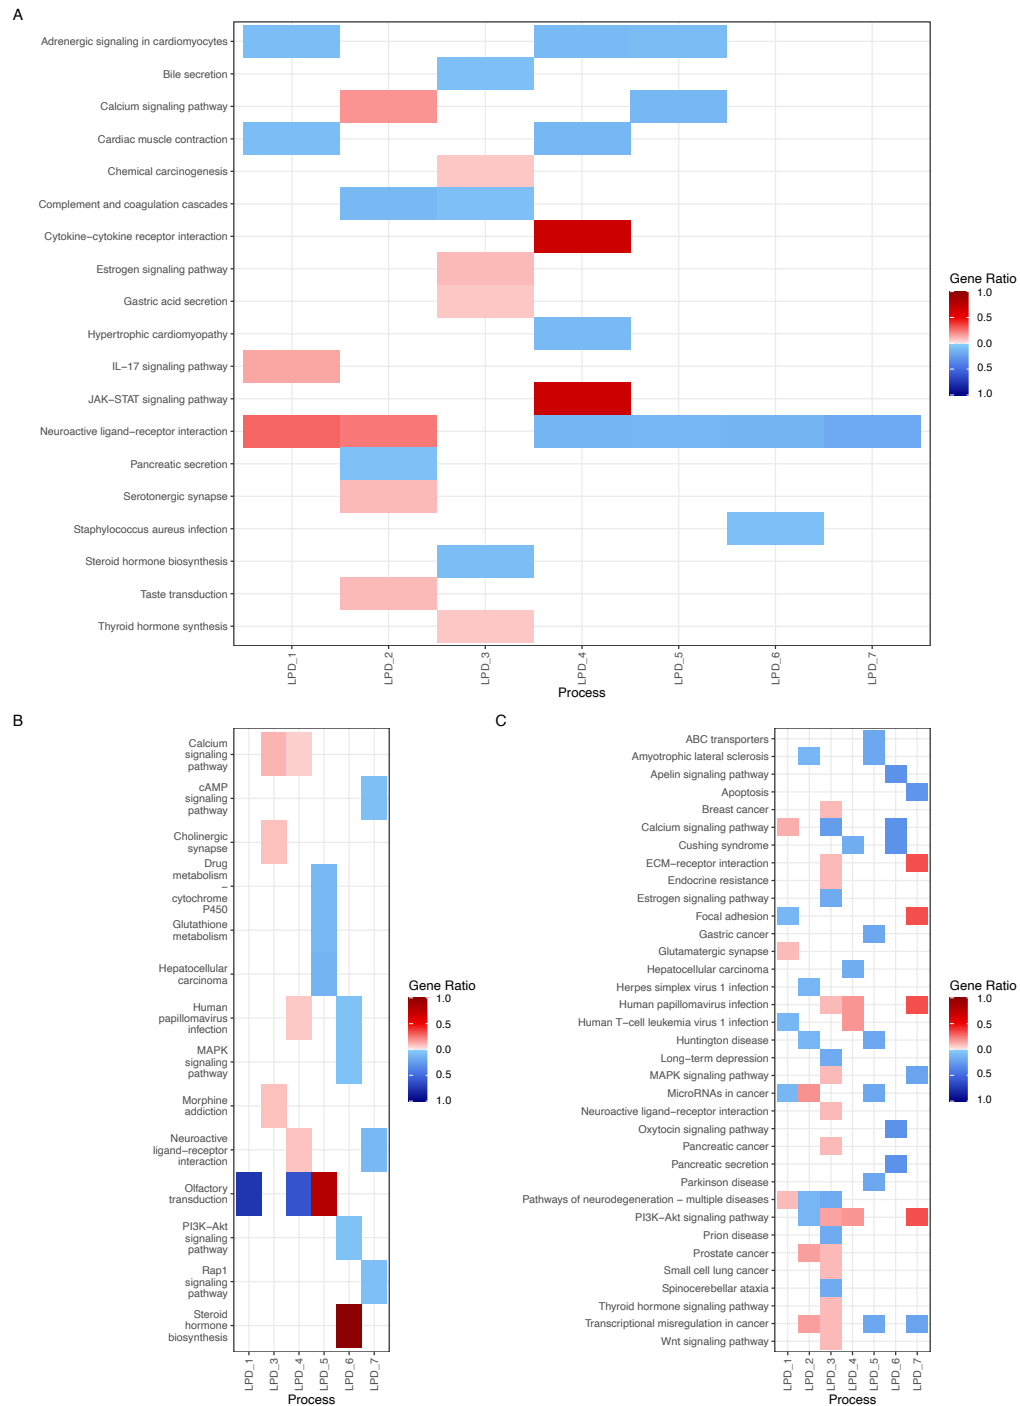 A
Adrenergic signaling in cardiomyocytes
Bile secretion
Calcium signaling pathway
Cardiac muscle contraction
Chemical carcinogenesis
Complement and coagulation cascades
Cytokine−cytokine receptor interaction
Estrogen signaling pathway
Gastric acid secretion
Hypertrophic cardiomyopathy
IL−17 signaling pathway
JAK−STAT signaling pathway
Neuroactive ligand−receptor interaction
Pancreatic secretion
Serotonergic synapse
Staphylococcus aureus infection
Steroid hormone biosynthesis
Taste transduction
Thyroid hormone synthesis
LPD_1
LPD_2
LPD_3
LPD_4
LPD_5
LPD_6
LPD_7
Process
Gene Ratio
1.0
0.5
0.0
0.5
1.0
B
Calcium
signaling
pathway
cAMP
signaling
pathway
Cholinergic
synapse
Drug
metabolism
−
cytochrome
P450
Glutathione
metabolism
Hepatocellular
carcinoma
Human
papillomavirus
infection
MAPK
signaling
pathway
Morphine
addiction
Neuroactive
ligand−receptor
interaction
Olfactory
transduction
PI3K−Akt
signaling
pathway
Rap1
signaling
pathway
Steroid
hormone
biosynthesis
LPD_1
LPD_3
LPD_4
LPD_5
LPD_6
LPD_7
Process
Gene Ratio
1.0
0.5
0.0
0.5
1.0
C
ABC transporters
Amyotrophic lateral sclerosis
Apelin signaling pathway
Apoptosis
Breast cancer
Calcium signaling pathway
Cushing syndrome
ECM−receptor interaction
Endocrine resistance
Estrogen signaling pathway
Focal adhesion
Gastric cancer
Glutamatergic synapse
Hepatocellular carcinoma
Herpes simplex virus 1 infection
Human papillomavirus infection
Human T−cell leukemia virus 1 infection
Huntington disease
Long−term depression
MAPK signaling pathway
MicroRNAs in cancer
Neuroactive ligand−receptor interaction
Oxytocin signaling pathway
Pancreatic cancer
Pancreatic secretion
Parkinson disease
Pathways of neurodegeneration − multiple diseases
PI3K−Akt signaling pathway
Prion disease
Prostate cancer
Small cell lung cancer
Spinocerebellar ataxia
Thyroid hormone signaling pathway
Transcriptional misregulation in cancer
Wnt signaling pathway
LPD_1
LPD_2
LPD_3
LPD_4
LPD_5
LPD_6
LPD_7
Process
Gene Ratio
1.0
0.5
0.0
0.5
1.0